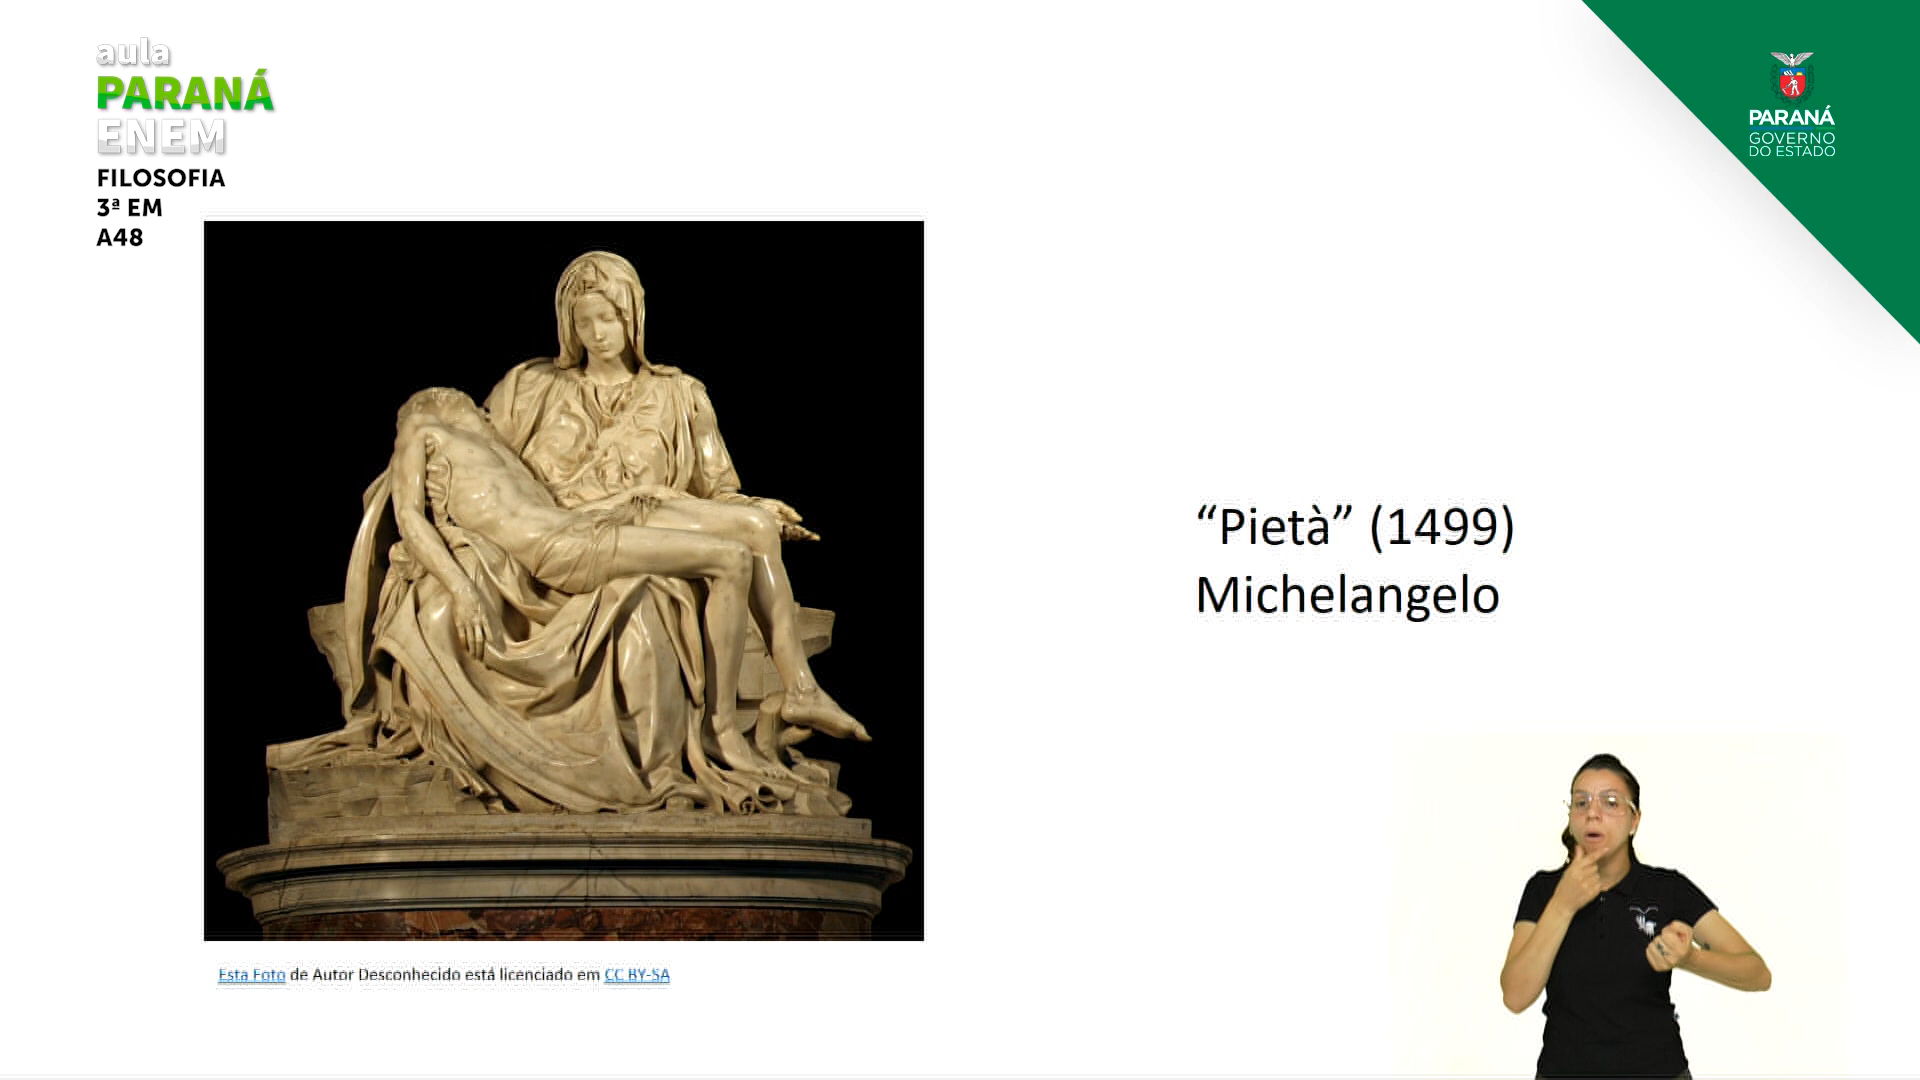 aula
PARANÁ
ENEM
FILOSOFIA
3ª EM
A48
PARANÁ
GOVERNO
DO ESTADO
“Pietà” (1499)
Michelangelo
Esta Foto de Autor Desconhecido está licenciado em CC BY-SA